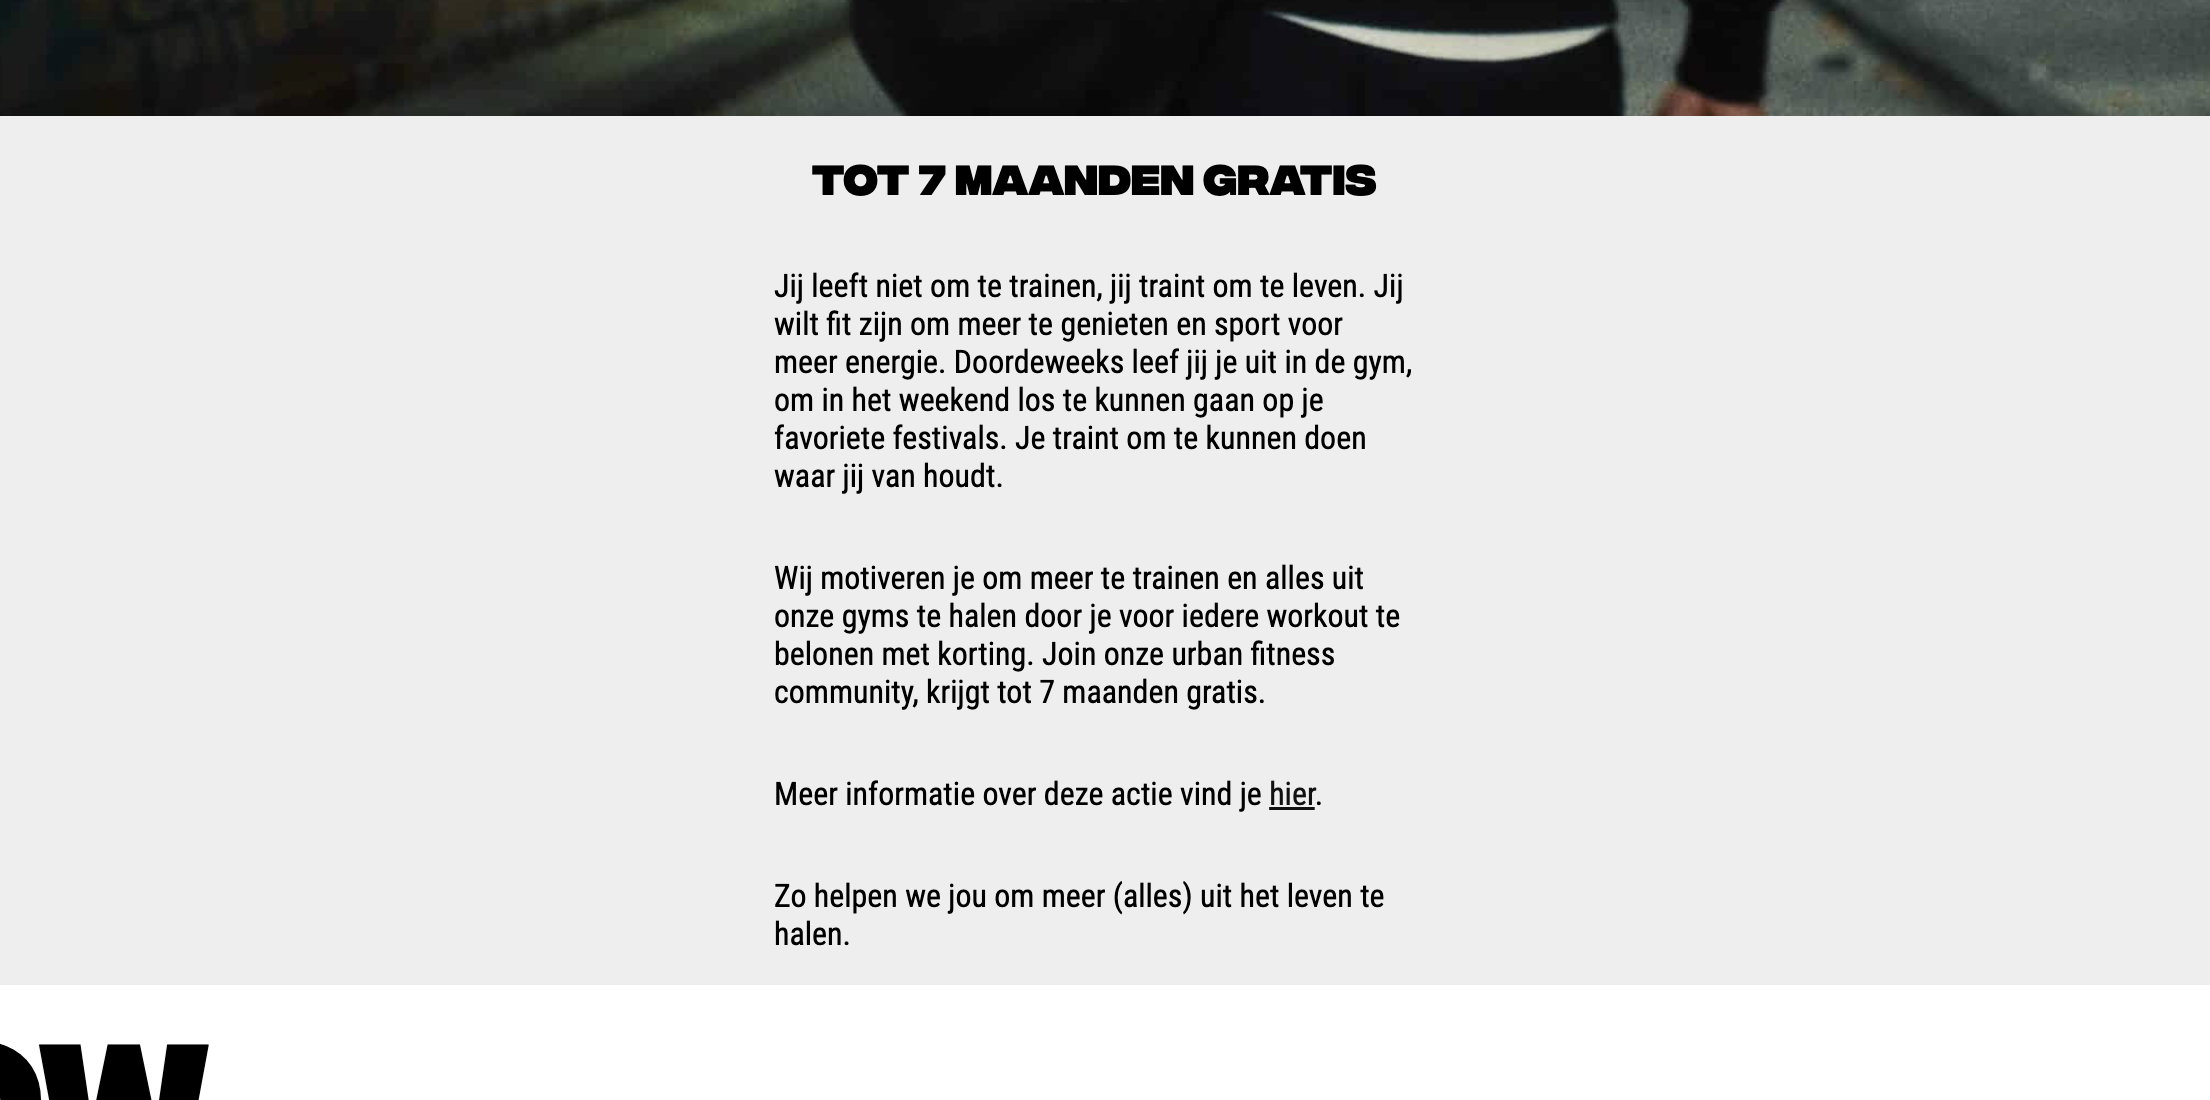 TOT 7 MAANDEN GRATIS
Jij leeft niet om te trainen, jij traint om te leven. Jij
wilt fit zijn om meer te genieten en sport voor
meer energie. Doordeweeks leef jij je uit in de gym,
om in het weekend los te kunnen gaan op je
favoriete festivals. Je traint om te kunnen doen
waar jij van houdt.
Wij motiveren je om meer te trainen en alles uit
onze gyms te halen door je voor iedere workout te
belonen met korting. Join onze urban fitness
community, krijgt tot 7 maanden gratis.
Meer informatie over deze actie vind je hier.
Zo helpen we jou om meer (alles) uit het leven te
halen.